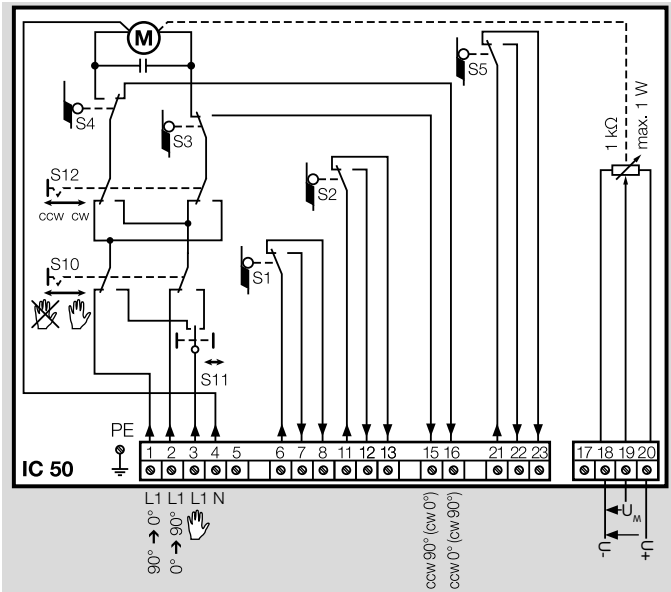 M
S4
S3
S5
1 kΩ
max. 1 W
S12
ccw cw
S2
S10
S1
S11
PE
1 2 3 4 5 6 7 8 11 12 13 15 16 21 22 23 17 18 19 20
IC 50
L1 L1 L1 N
90° → 0°
0° → 90°
ccw 90° (cw 0°)
ccw 0° (cw 90°)
UM
U-
U+